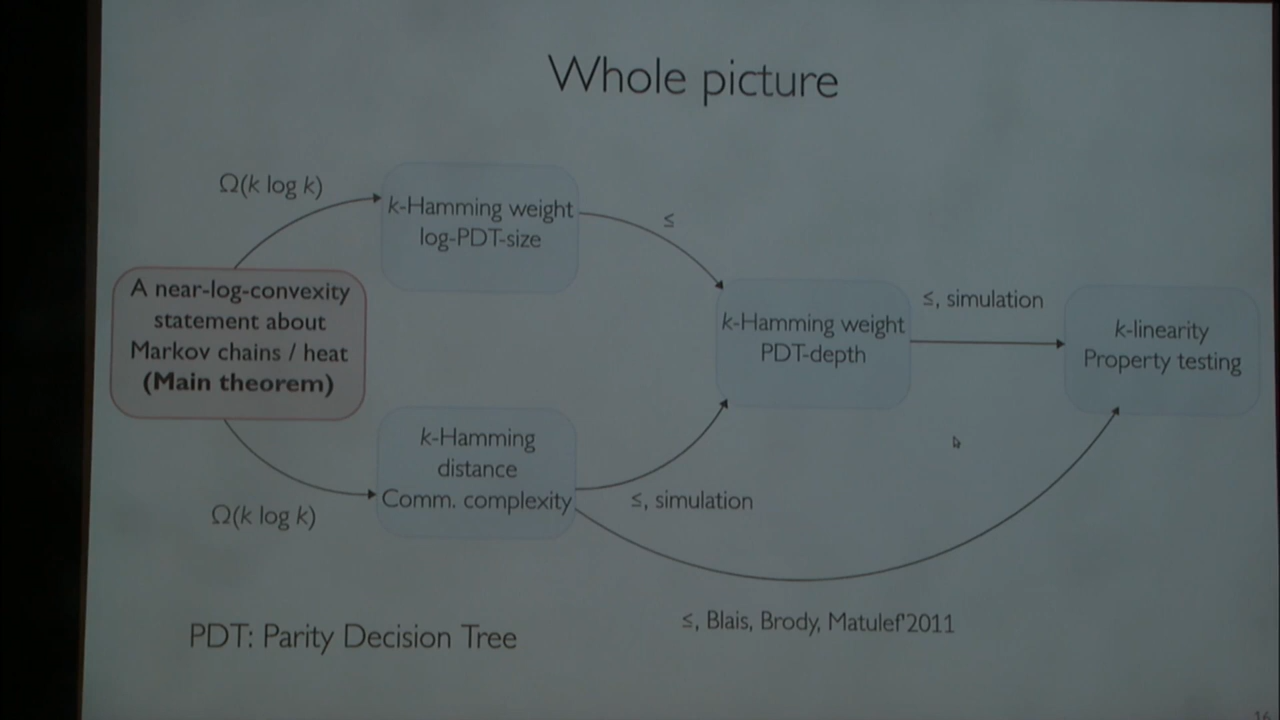 Whole picture
Ω(k log k)
k-Hamming weight
log-PDT-size
≤
A near-log-convexity
statement about
Markov chains / heat
(Main theorem)
k-Hamming weight
PDT-depth
≤, simulation
k-linearity
Property testing
k-Hamming
distance
Comm. complexity
Ω(k log k)
≤, simulation
≤, Blais, Brody, Matulef'2011
PDT: Parity Decision Tree